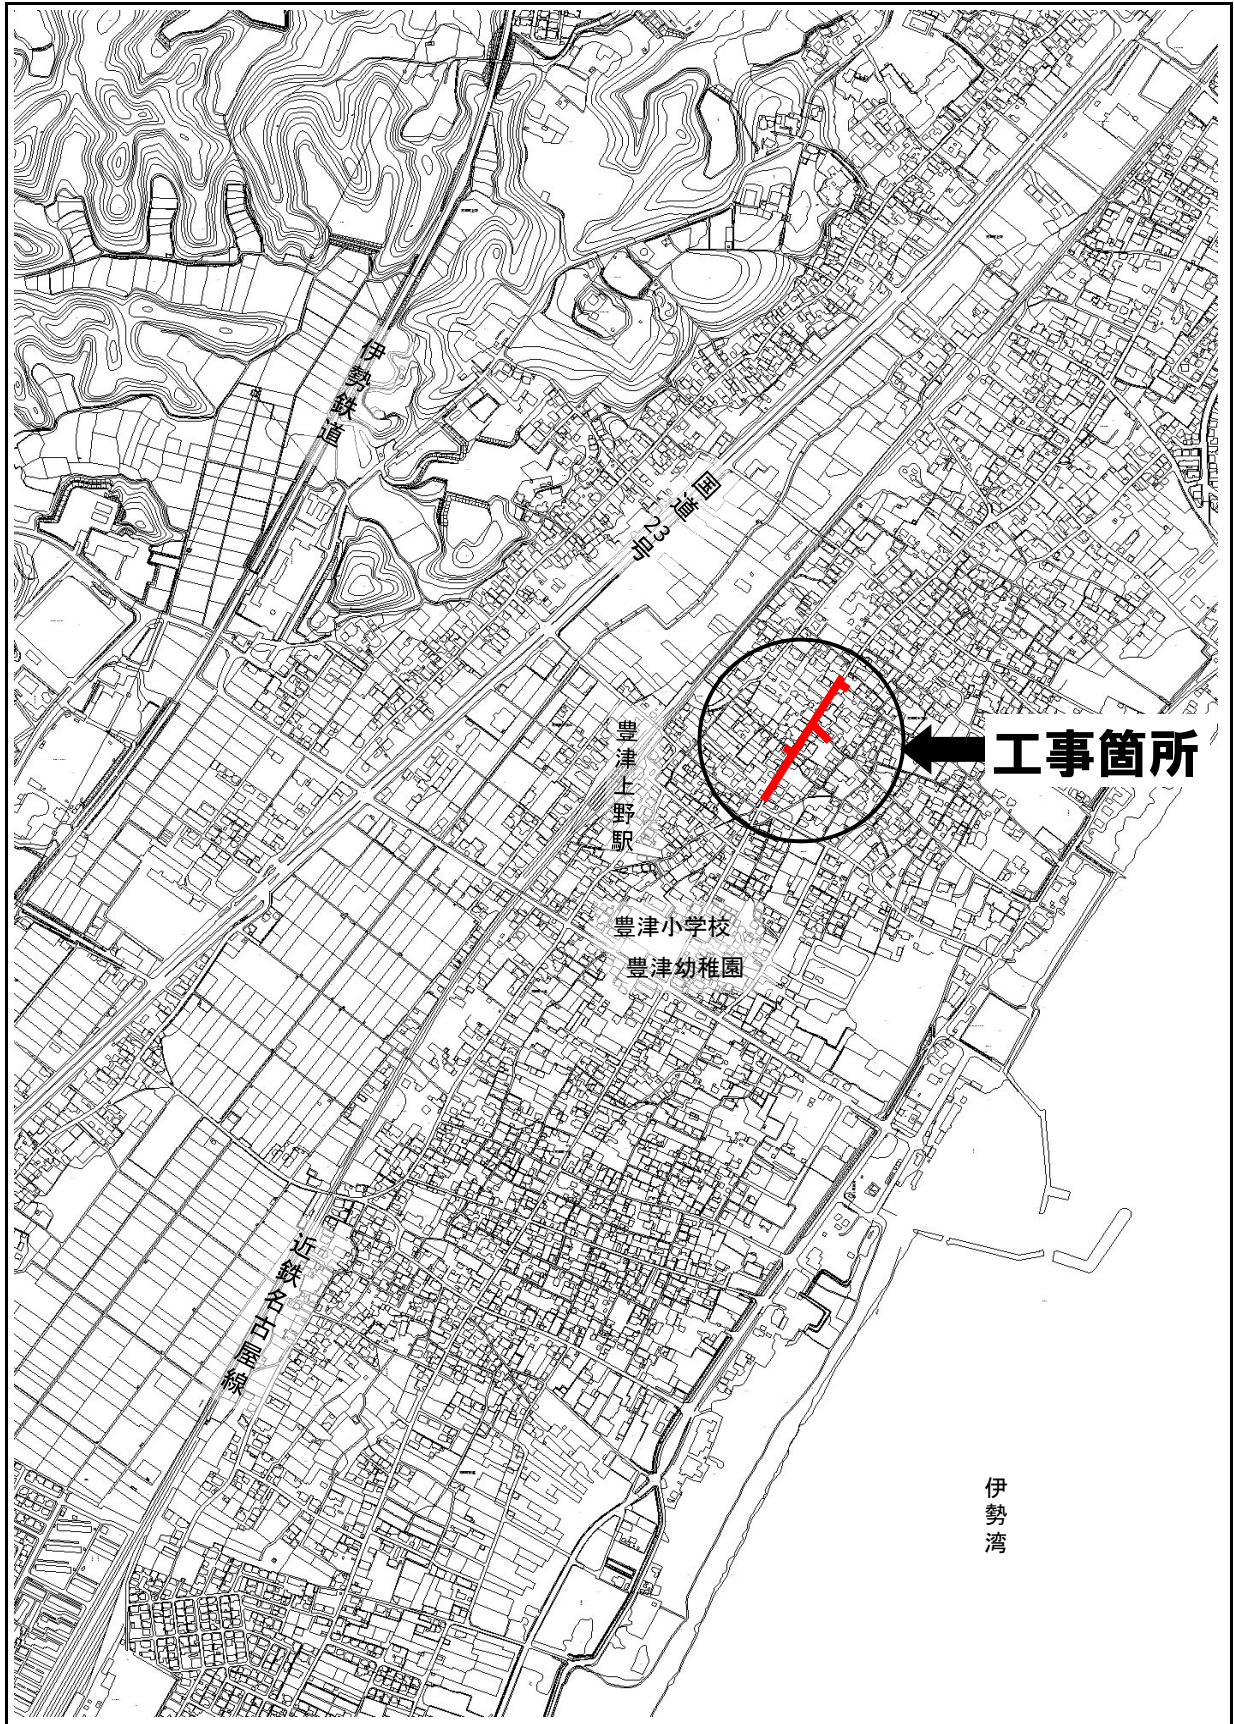 伊勢鉄道
国道23号
豊津上野駅
工事箇所
豊津小学校
豊津幼稚園
近鉄名古屋線
伊勢湾